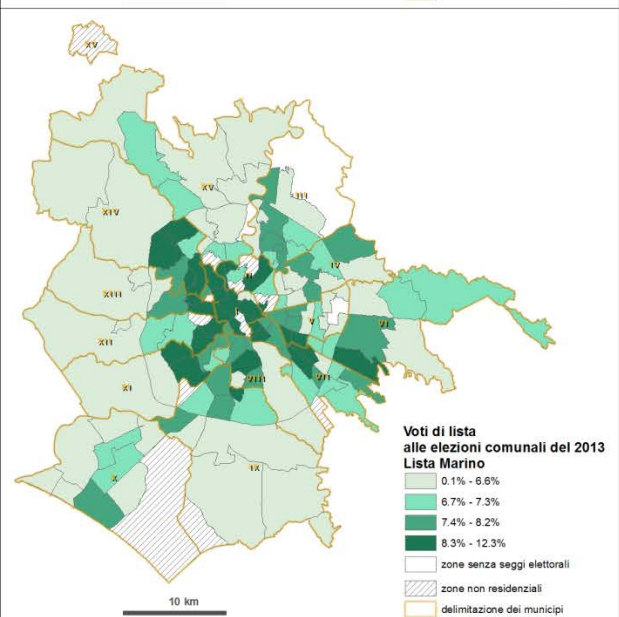 XV
XV
III
XIV
IV
II
XIII
I
V
VI
XII
VIII
VII
XI
IX
X
Voti di lista
alle elezioni comunali del 2013
Lista Marino
0.1% - 6.6%
6.7% - 7.3%
7.4% - 8.2%
8.3% - 12.3%
zone senza seggi elettorali
zone non residenziali
delimitazione dei municipi
10 km